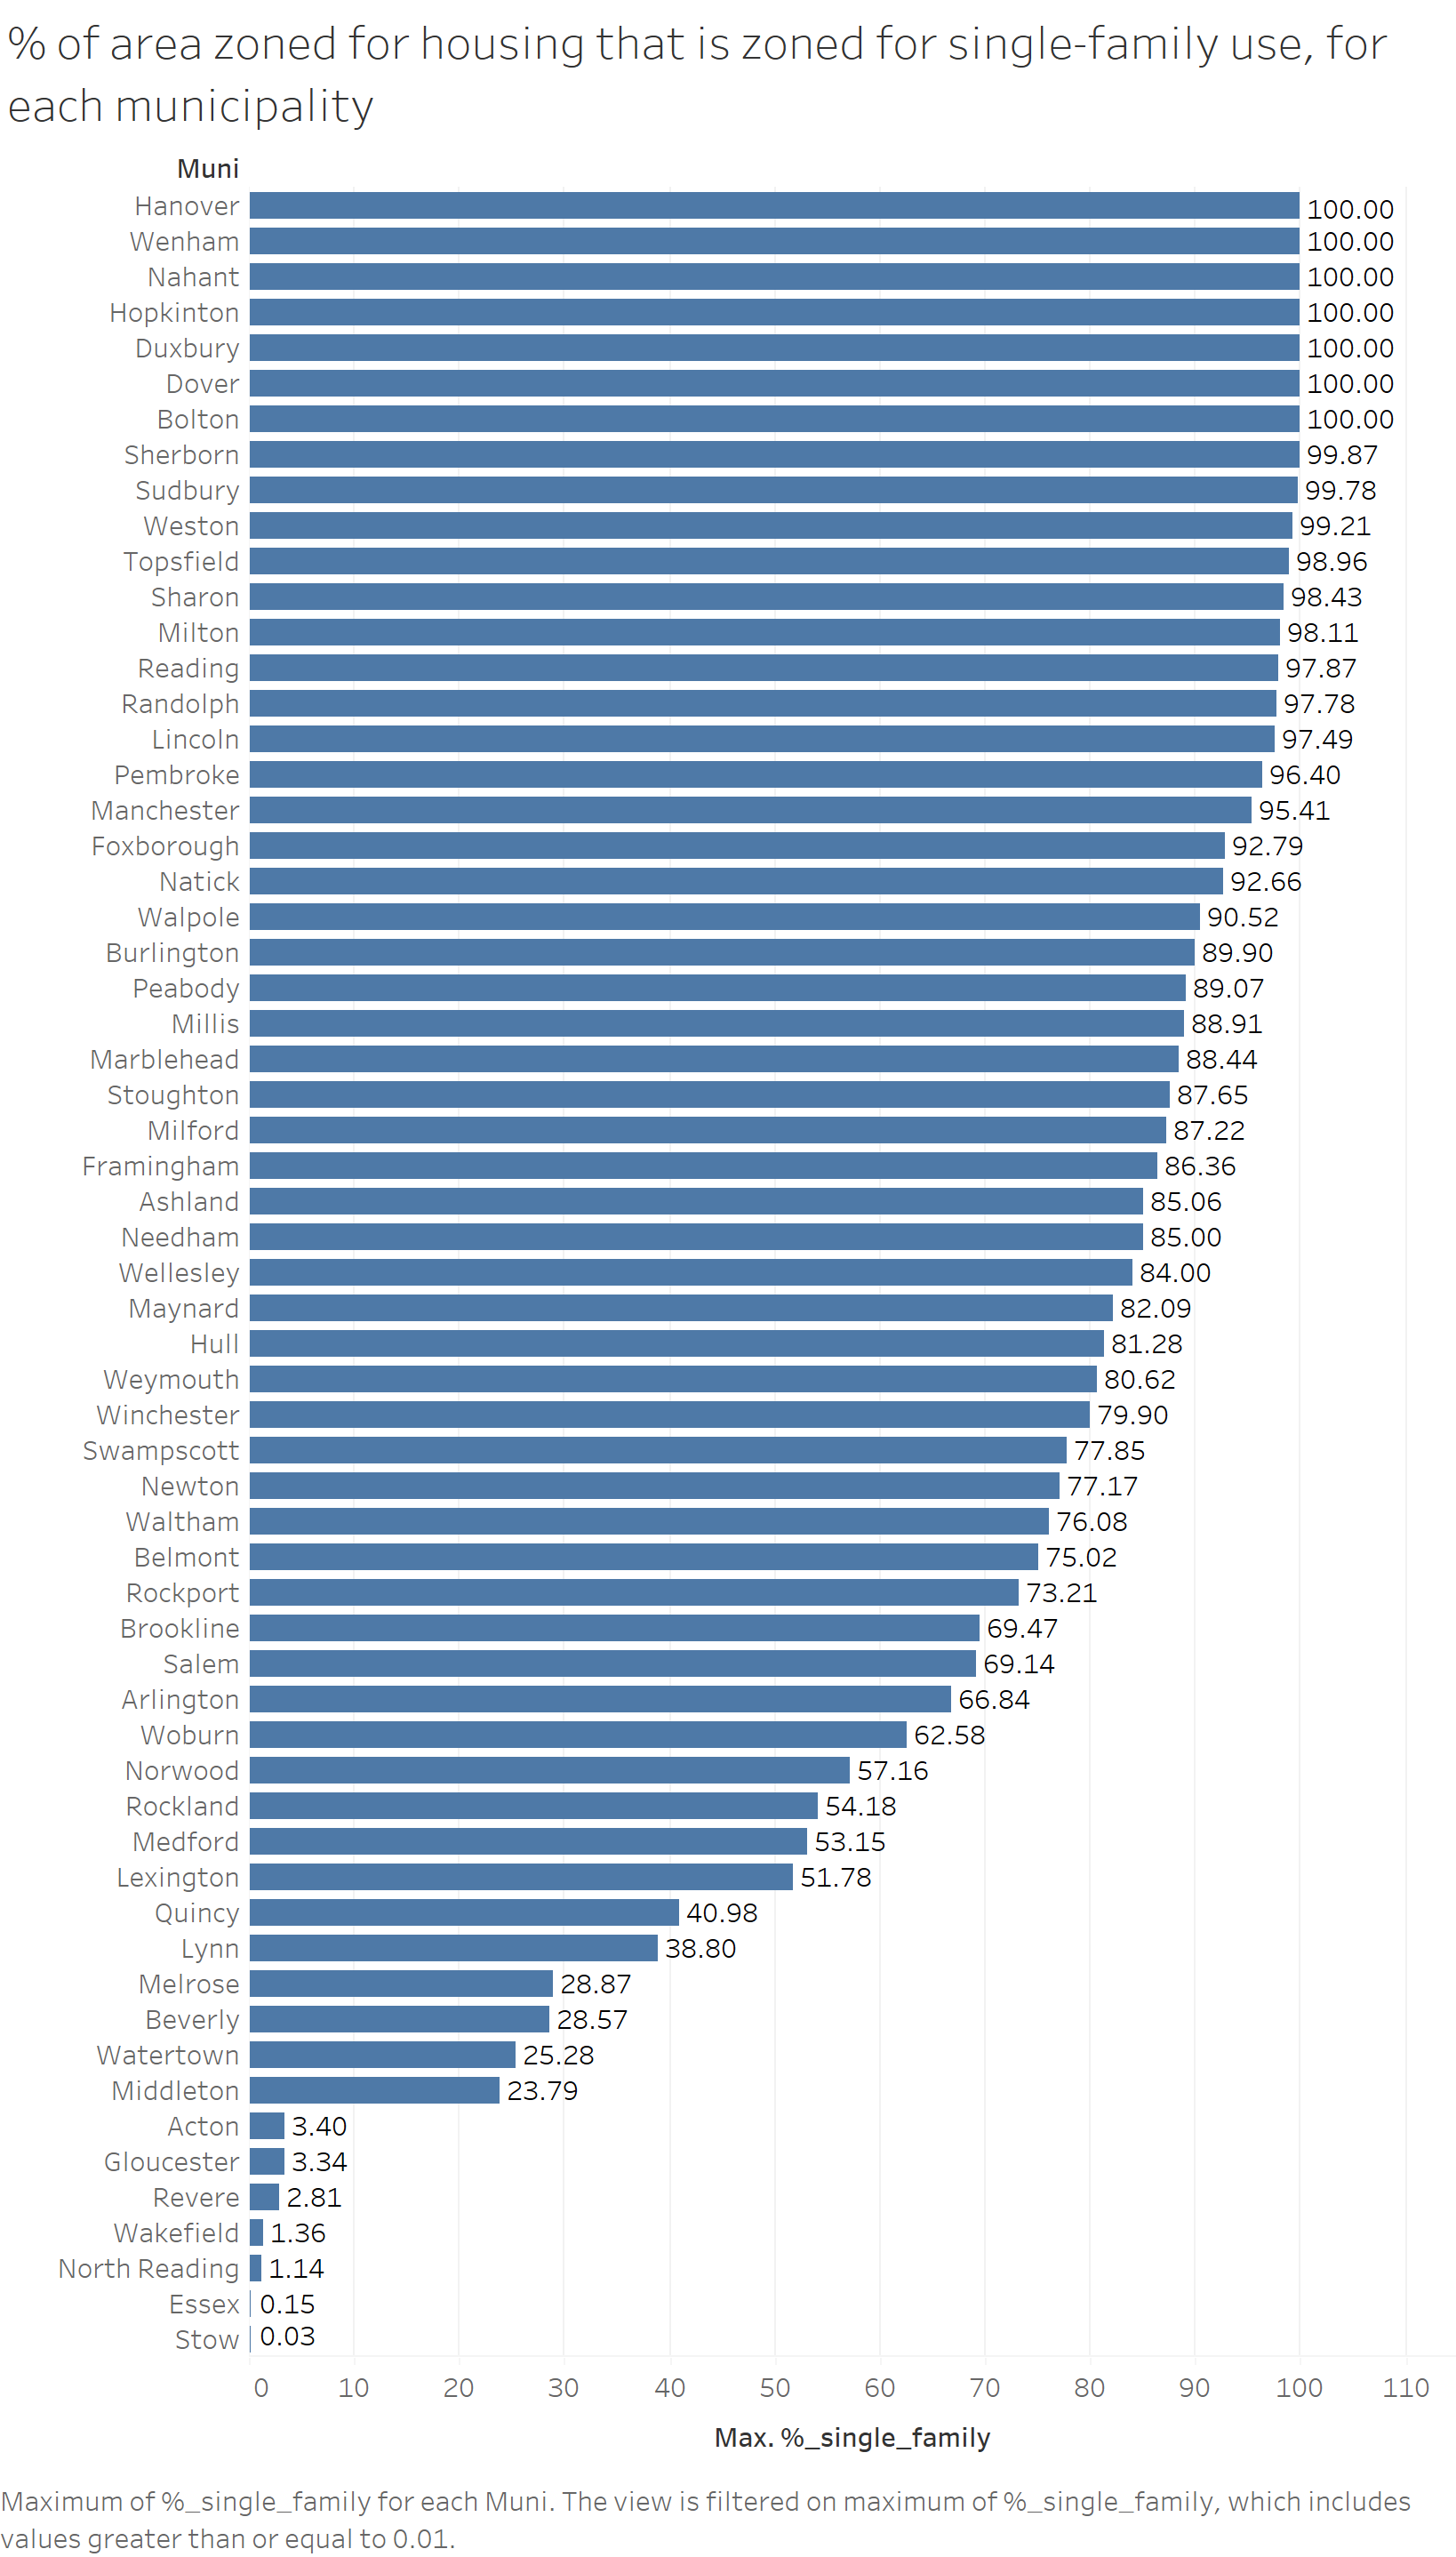 % of area zoned for housing that is zoned for single-family use, for
each municipality
Muni
Hanover 100.00
Wenham 100.00
Nahant 100.00
Hopkinton 100.00
Duxbury 100.00
Dover 100.00
Bolton 100.00
Sherborn 99.87
Sudbury 99.78
Weston 99.21
Topsfield 98.96
Sharon 98.43
Milton 98.11
Reading 97.87
Randolph 97.78
Lincoln 97.49
Pembroke 96.40
Manchester 95.41
Foxborough 92.79
Natick 92.66
Walpole 90.52
Burlington 89.90
Peabody 89.07
Millis 88.91
Marblehead 88.44
Stoughton 87.65
Milford 87.22
Framingham 86.36
Ashland 85.06
Needham 85.00
Wellesley 84.00
Maynard 82.09
Hull 81.28
Weymouth 80.62
Winchester 79.90
Swampscott 77.85
Newton 77.17
Waltham 76.08
Belmont 75.02
Rockport 73.21
Brookline 69.47
Salem 69.14
Arlington 66.84
Woburn 62.58
Norwood 57.16
Rockland 54.18
Medford 53.15
Lexington 51.78
Quincy 40.98
Lynn 38.80
Melrose 28.87
Beverly 28.57
Watertown 25.28
Middleton 23.79
Acton 3.40
Gloucester 3.34
Revere 2.81
Wakefield 1.36
North Reading 1.14
Essex 0.15
Stow 0.03
0 10 20 30 40 50 60 70 80 90 100 110
Max. %_single_family
Maximum of %_single_family for each Muni. The view is filtered on maximum of %_single_family, which includes
values greater than or equal to 0.01.